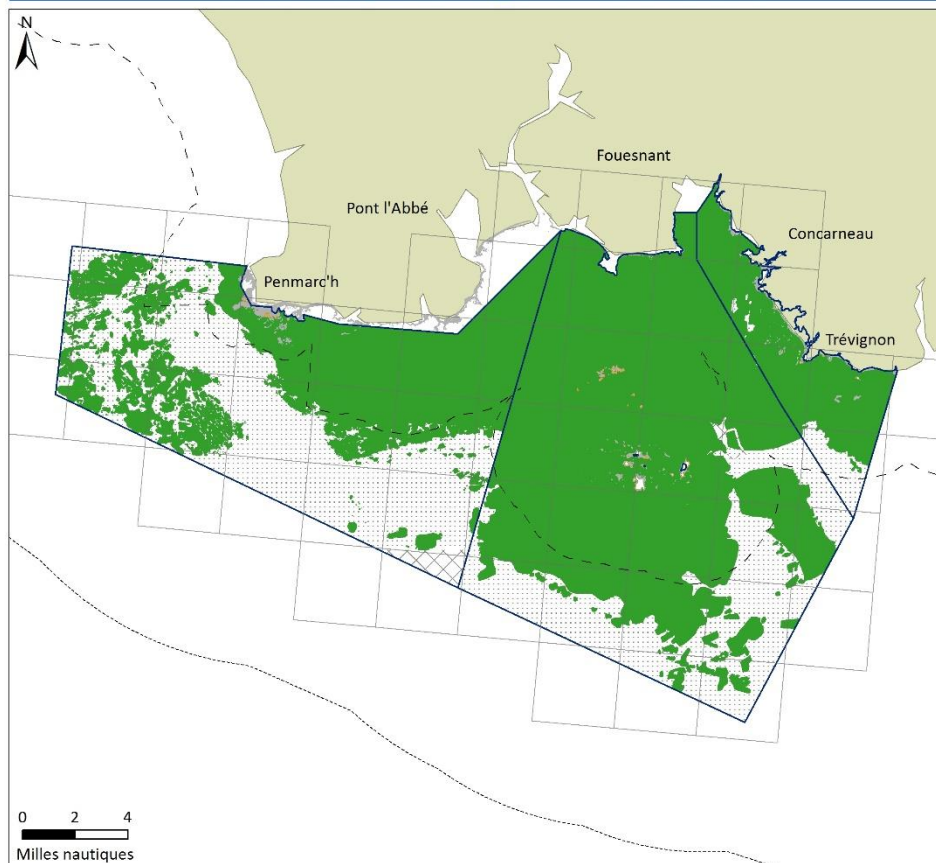 N
Fouesnant
Pont l'Abbé
Concarneau
Penmarc'h
Trévignon
0 2 4
Milles nautiques